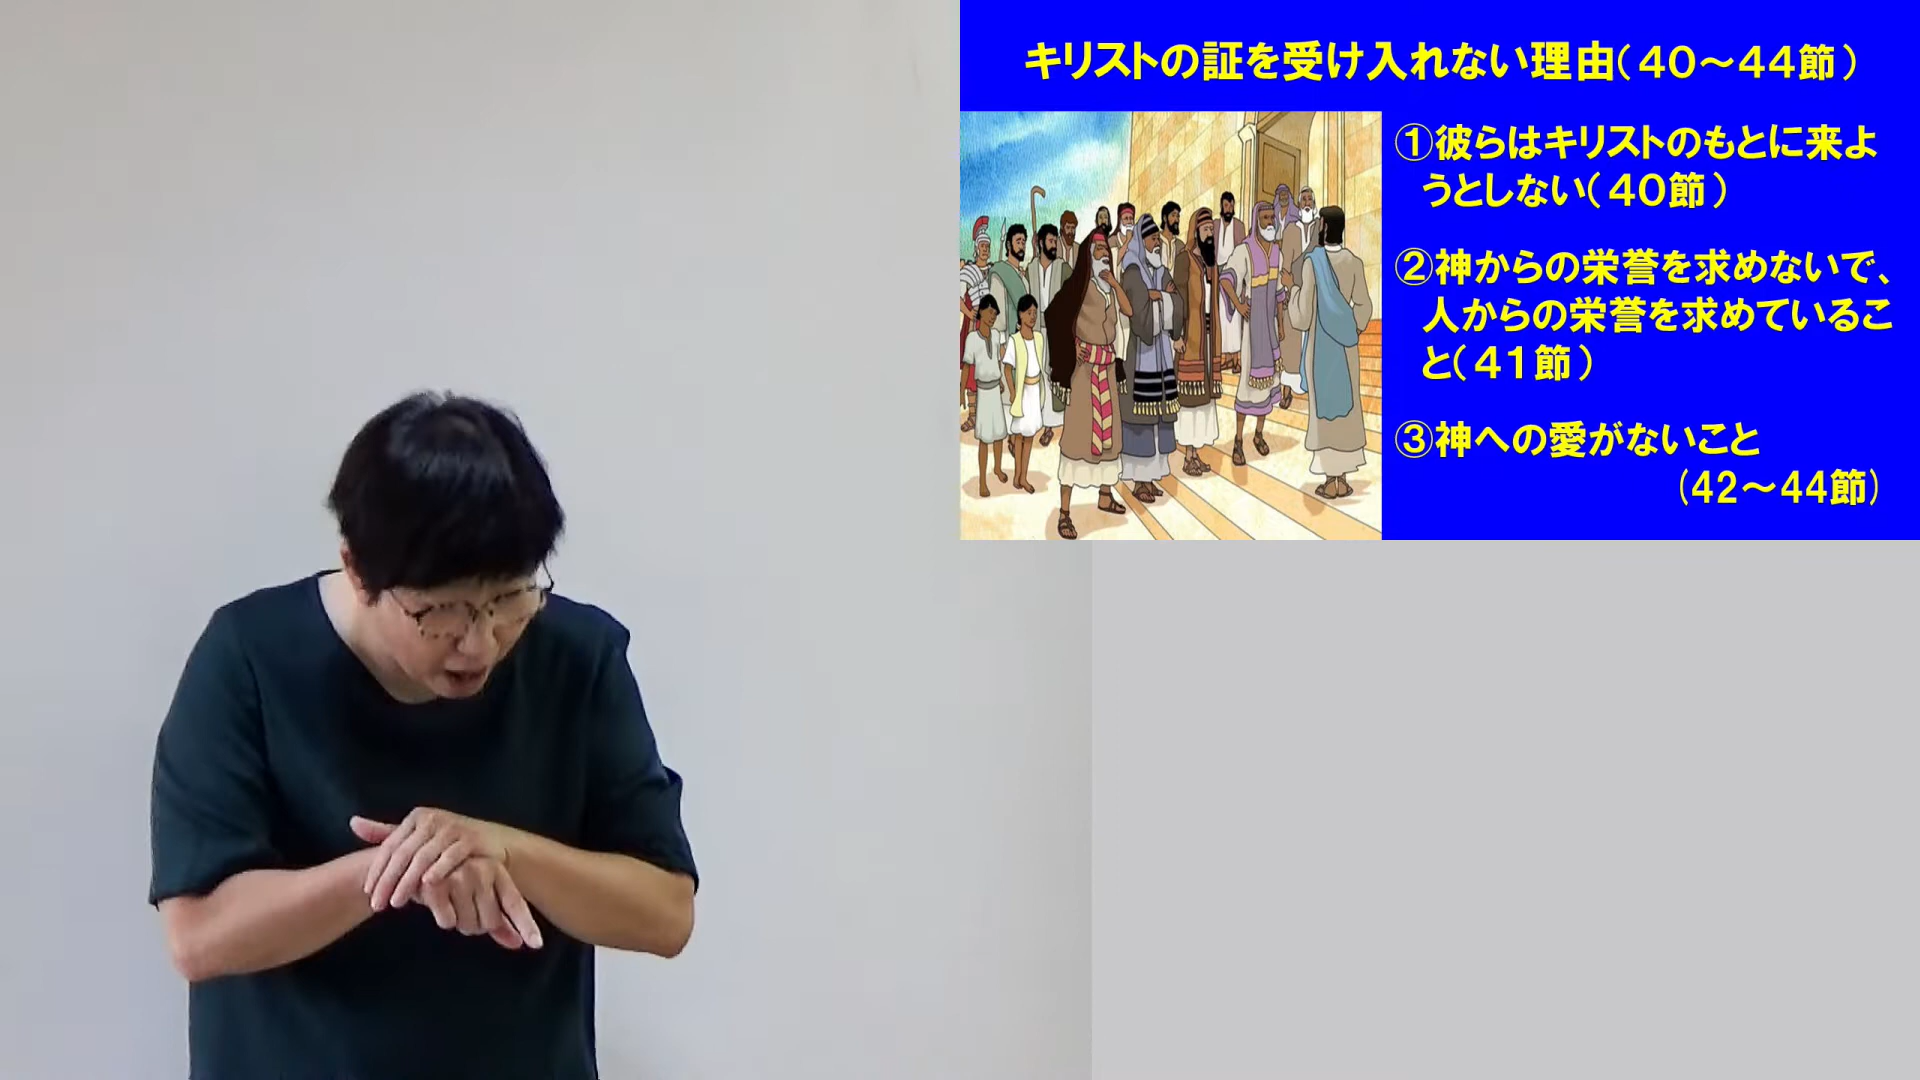 キリストの証を受け入れない理由（４０～４４節）
①彼らはキリストのもとに来よ
うとしない（４０節）
②神からの栄誉を求めないで、
人からの栄誉を求めているこ
と（４１節）
③神への愛がないこと
（４２～４４節）